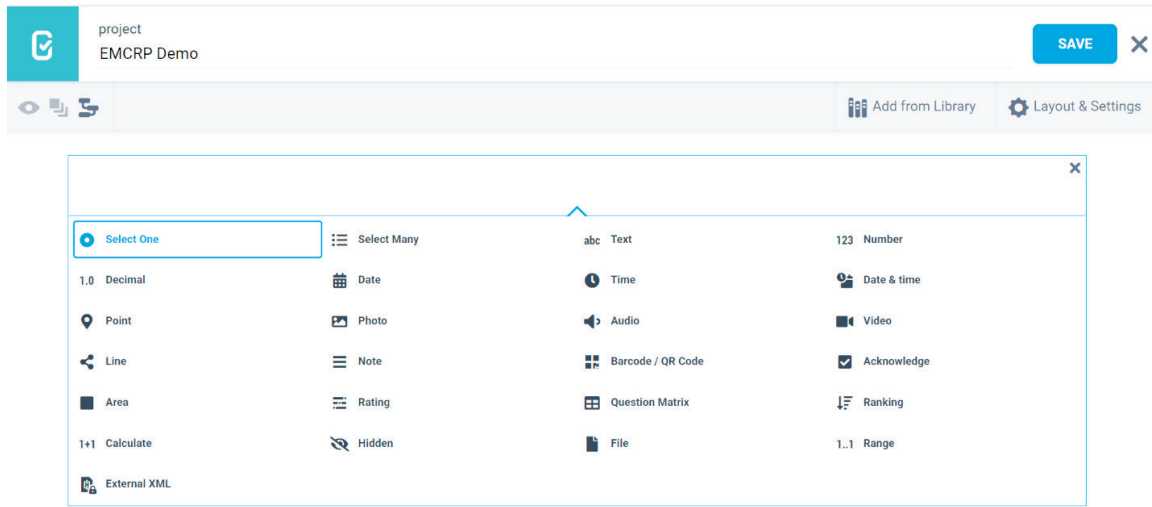 project
EMCRP Demo
SAVE
Add from Library
Layout & Settings
Select One
Select Many
abc Text
123 Number
1.0 Decimal
Date
Time
Date & time
Point
Photo
Audio
Video
Line
Note
Barcode / QR Code
Acknowledge
Area
Rating
Question Matrix
Ranking
1+1 Calculate
Hidden
File
1..1 Range
External XML